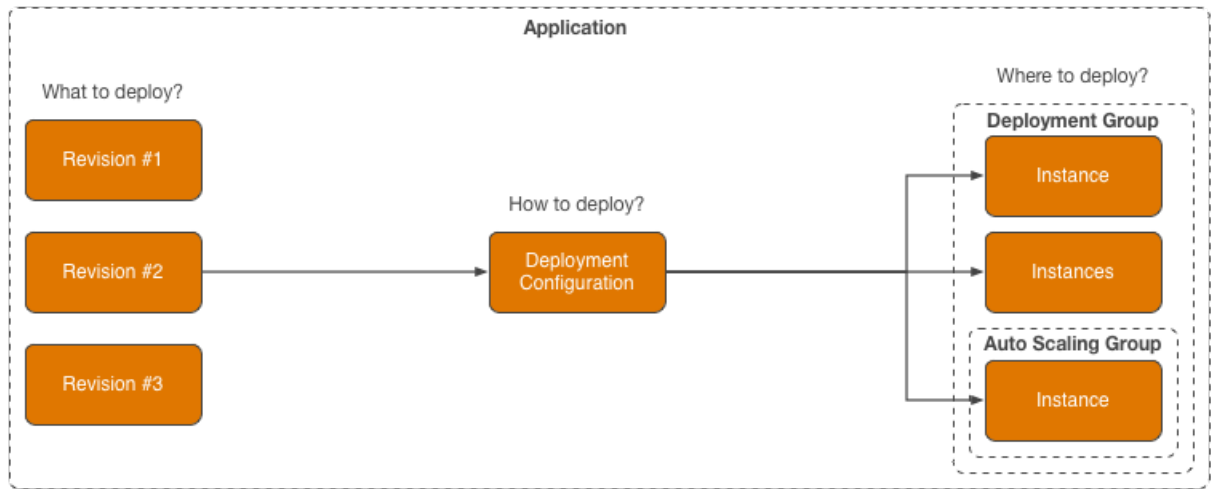 Application
What to deploy?
Revision #1
Revision #2
Revision #3
How to deploy?
Deployment
Configuration
Where to deploy?
Deployment Group
Instance
Instances
Auto Scaling Group
Instance